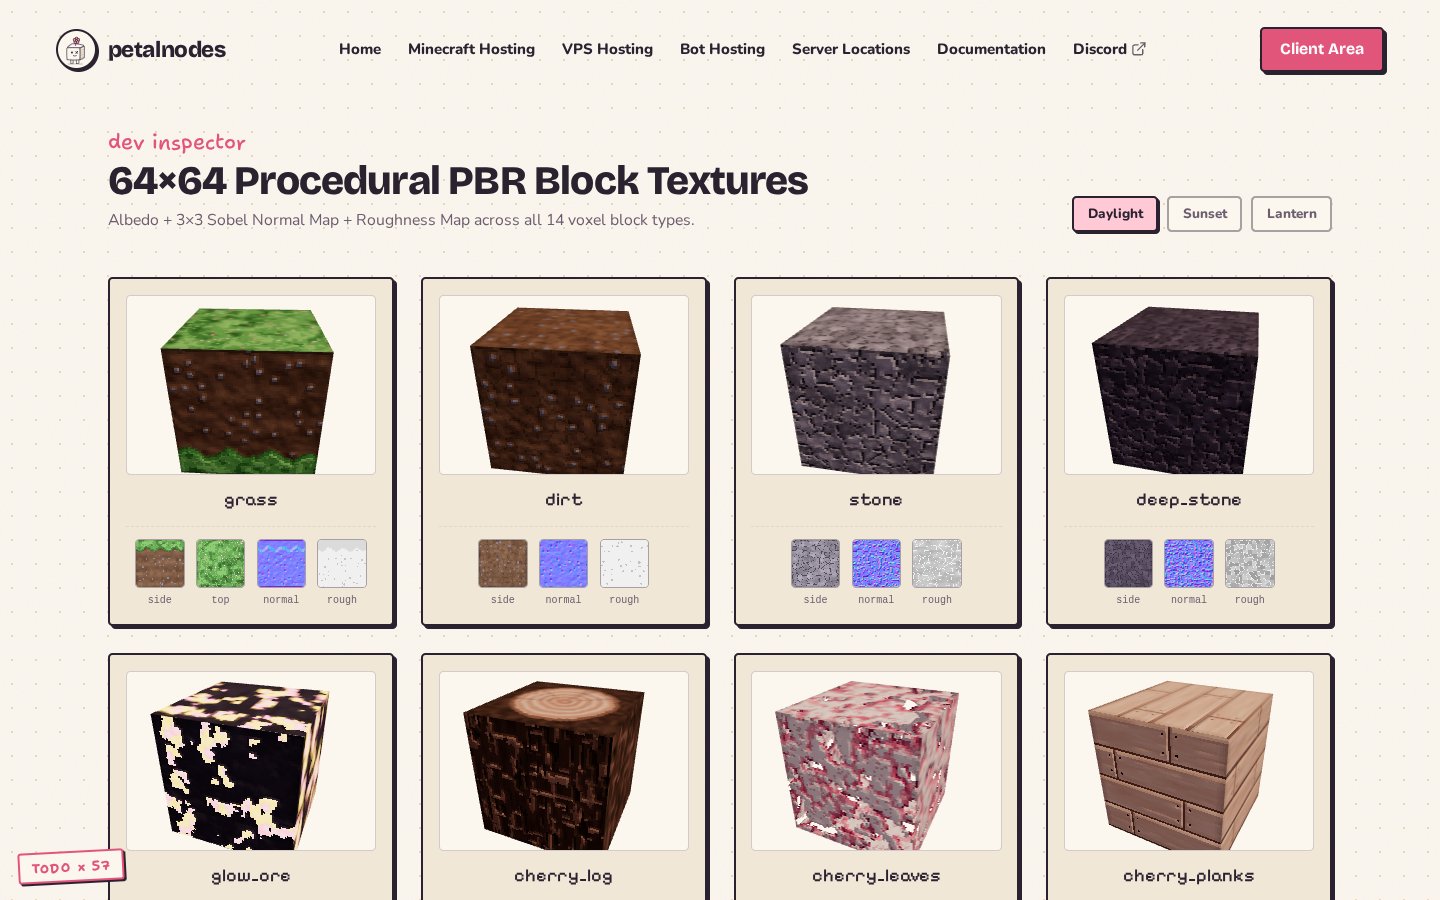 petalnodes
Home Minecraft Hosting VPS Hosting Bot Hosting Server Locations Documentation Discord
Client Area
dev inspector
64×64 Procedural PBR Block Textures
Albedo + 3×3 Sobel Normal Map + Roughness Map across all 14 voxel block types.
Daylight Sunset Lantern
grass dirt stone deep_stone
side top normal rough side normal rough side normal rough side normal rough
TODO x 57
glow_ore cherry_log cherry_leaves cherry_planks